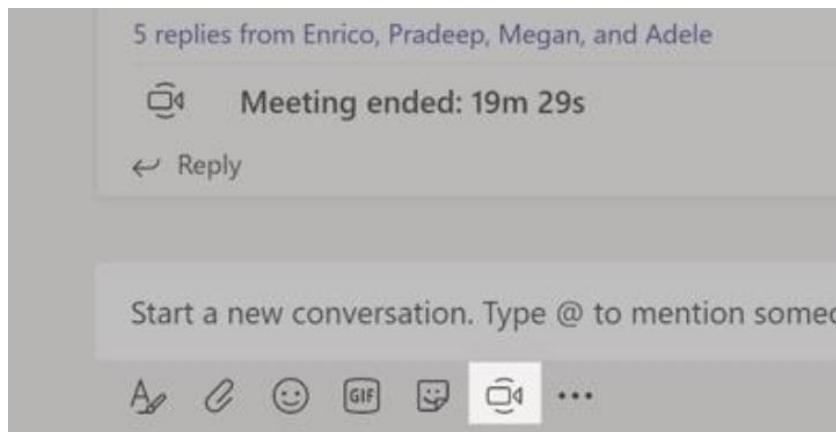 5 replies from Enrico, Pradeep, Megan, and Adele
Meeting ended: 19m 29s
Reply
Start a new conversation. Type @ to mention
GIF